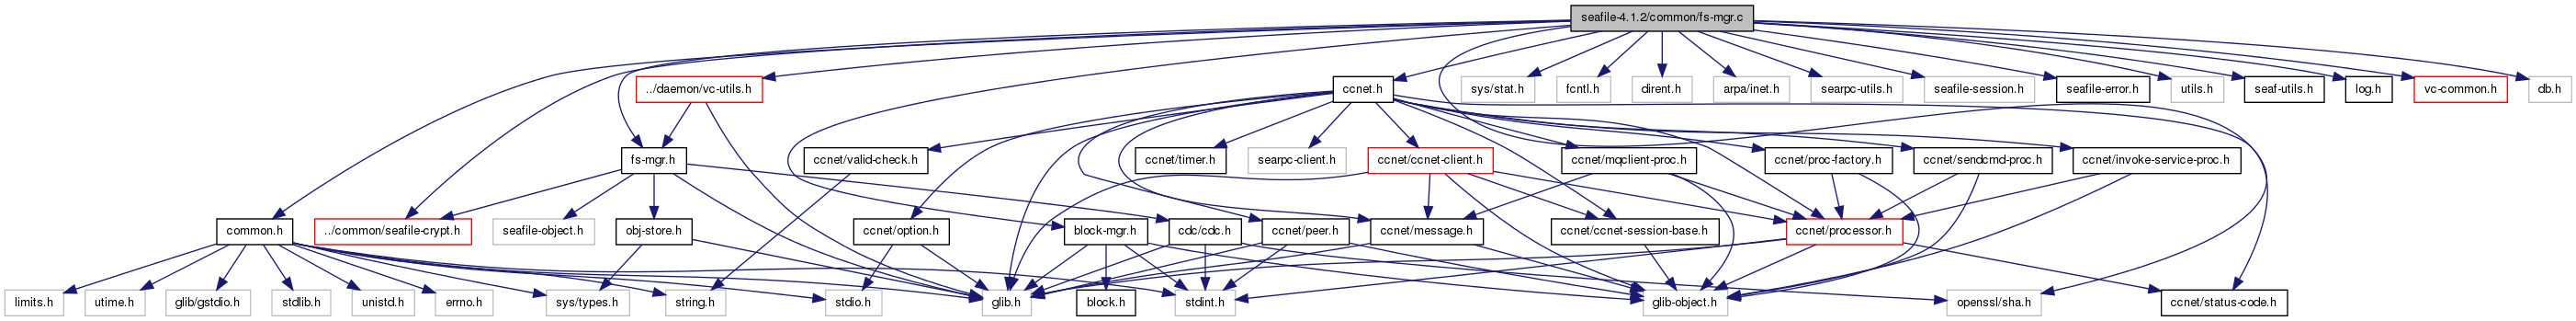 seafile-4.1.2/common/fs-mgr.c
../daemon/vc-utils.h
ccnet.h
sys/stat.h
fcntl.h
dirent.h
arpa/inet.h
searpc-utils.h
seafile-session.h
seafile-error.h
utils.h
seaf-utils.h
log.h
vc-common.h
db.h
fs-mgr.h
ccnet/valid-check.h
ccnet/timer.h
searpc-client.h
ccnet/ccnet-client.h
ccnet/mqclient-proc.h
ccnet/proc-factory.h
ccnet/sendcmd-proc.h
ccnet/invoke-service-proc.h
common.h
../common/seafile-crypt.h
seafile-object.h
obj-store.h
ccnet/option.h
block-mgr.h
cdc/cdc.h
ccnet/peer.h
ccnet/message.h
ccnet/ccnet-session-base.h
ccnet/processor.h
limits.h
utime.h
glib/gstdio.h
stdlib.h
unistd.h
errno.h
sys/types.h
string.h
stdio.h
glib.h
block.h
stdint.h
glib-object.h
openssl/sha.h
ccnet/status-code.h